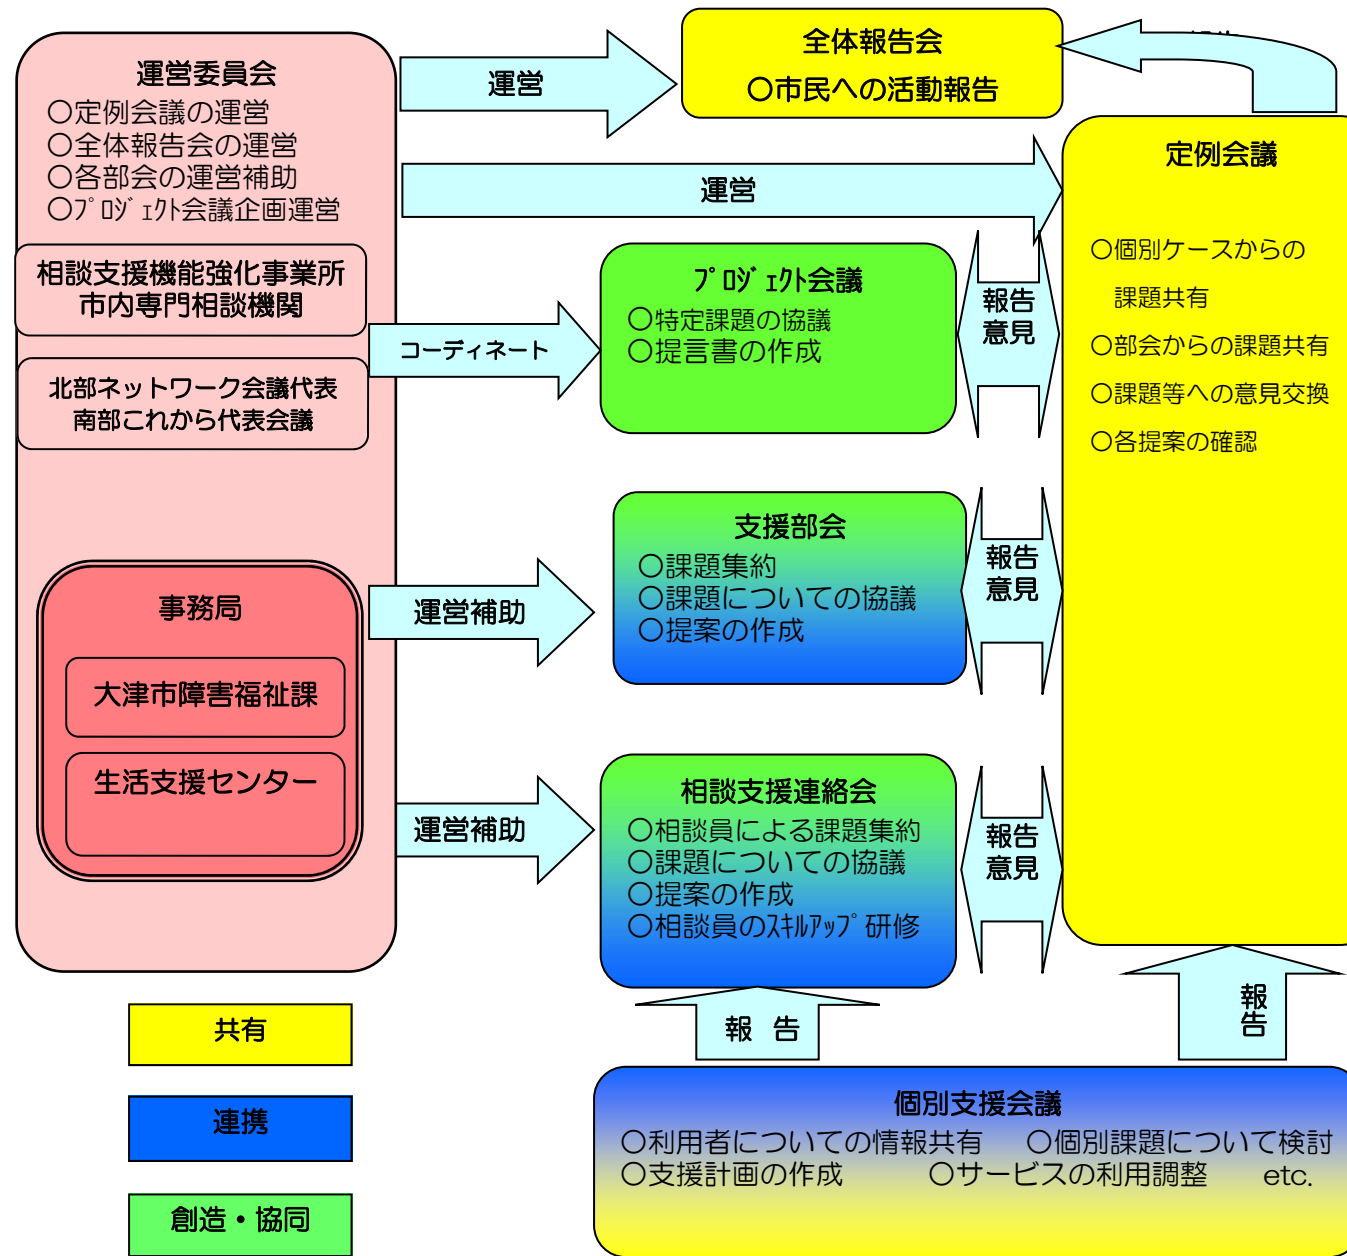 運営委員会
○定例会議の運営
○全体報告会の運営
○各部会の運営補助
○ﾌﾟﾛｼﾞｪｸﾄ会議企画運営
相談支援機能強化事業所
市内専門相談機関
北部ネットワーク会議代表
南部これから代表会議
事務局
大津市障害福祉課
生活支援センター
運営
運営
コーディネート
運営補助
運営補助
全体報告会
○市民への活動報告
ﾌﾟﾛｼﾞｪｸﾄ会議
○特定課題の協議
○提言書の作成
支援部会
○課題集約
○課題についての協議
○提案の作成
相談支援連絡会
○相談員による課題集約
○課題についての協議
○提案の作成
○相談員のｽｷﾙｱｯﾌﾟ研修
報告
意見
報告
意見
報告
意見
定例会議
○個別ケースからの
課題共有
○部会からの課題共有
○課題等への意見交換
○各提案の確認
報 告
報
告
個別支援会議
○利用者についての情報共有 ○個別課題について検討
○支援計画の作成 ○サービスの利用調整 etc.
共有
連携
創造・協同